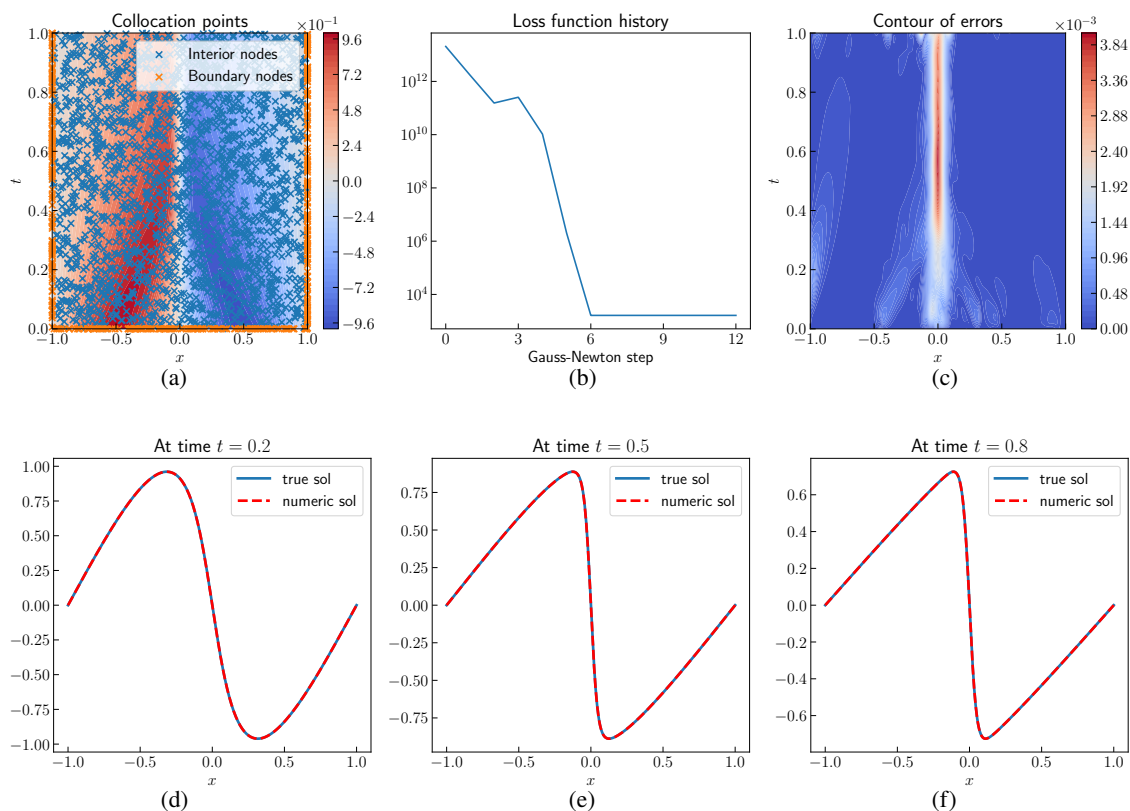 Collocation points
×10⁻¹
Interior nodes
Boundary nodes
1.0
0.8
0.6
0.4
0.2
0.0
t
−1.0 −0.5 0.0 0.5 1.0
x
9.6
7.2
4.8
2.4
0.0
−2.4
−4.8
−7.2
−9.6
(a)
Loss function history
10¹²
10¹⁰
10⁸
10⁶
10⁴
0 3 6 9 12
Gauss-Newton step
(b)
Contour of errors
×10⁻³
1.0
0.8
0.6
0.4
0.2
0.0
t
−1.0 −0.5 0.0 0.5 1.0
x
3.84
3.36
2.88
2.40
1.92
1.44
0.96
0.48
0.00
(c)
At time t = 0.2
true sol
numeric sol
1.00
0.75
0.50
0.25
0.00
−0.25
−0.50
−0.75
−1.00
−1.0 −0.5 0.0 0.5 1.0
x
(d)
At time t = 0.5
true sol
numeric sol
0.75
0.50
0.25
0.00
−0.25
−0.50
−0.75
−1.0 −0.5 0.0 0.5 1.0
x
(e)
At time t = 0.8
true sol
numeric sol
0.6
0.4
0.2
0.0
−0.2
−0.4
−0.6
−1.0 −0.5 0.0 0.5 1.0
x
(f)